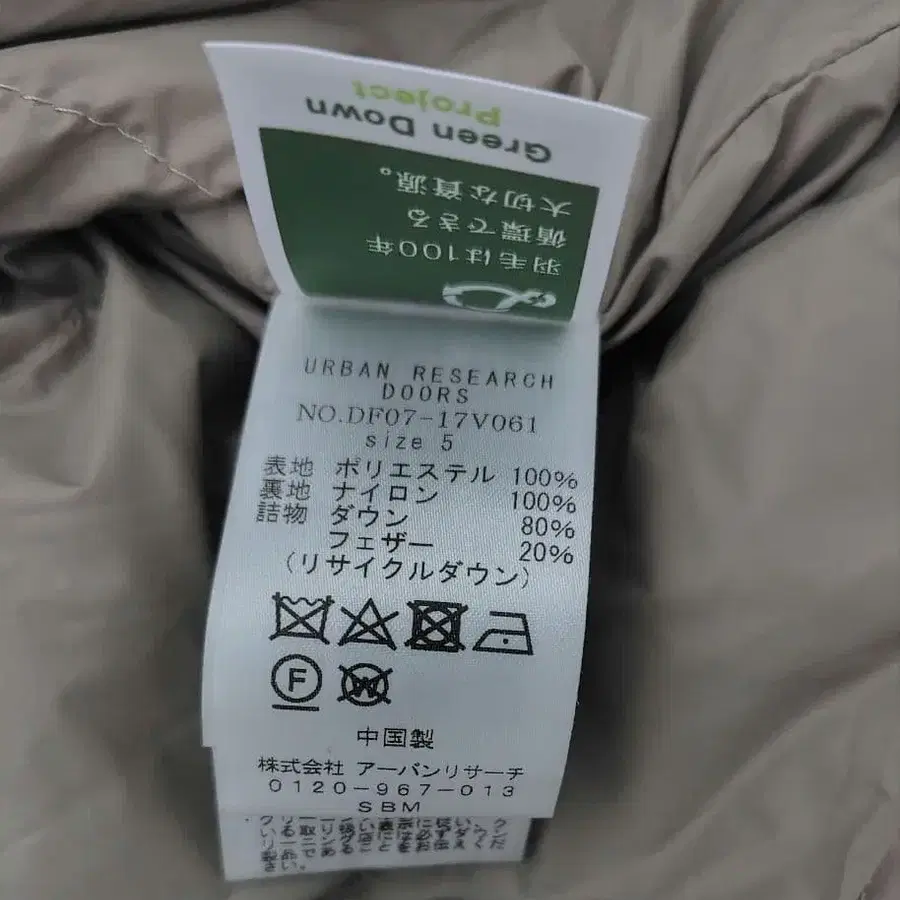 Green Down
Project
羽毛は100年
循環できる
大切な資源。
URBAN RESEARCH
DOORS
NO.DF07-17V061
size 5
表地 ポリエステル 100%
裏地 ナイロン 100%
詰物 ダウン 80%
フェザー 20%
(リサイクルダウン)
F
W
中国製
株式会社 アーバンリサーチ
0120-967-013
SBM
さい。